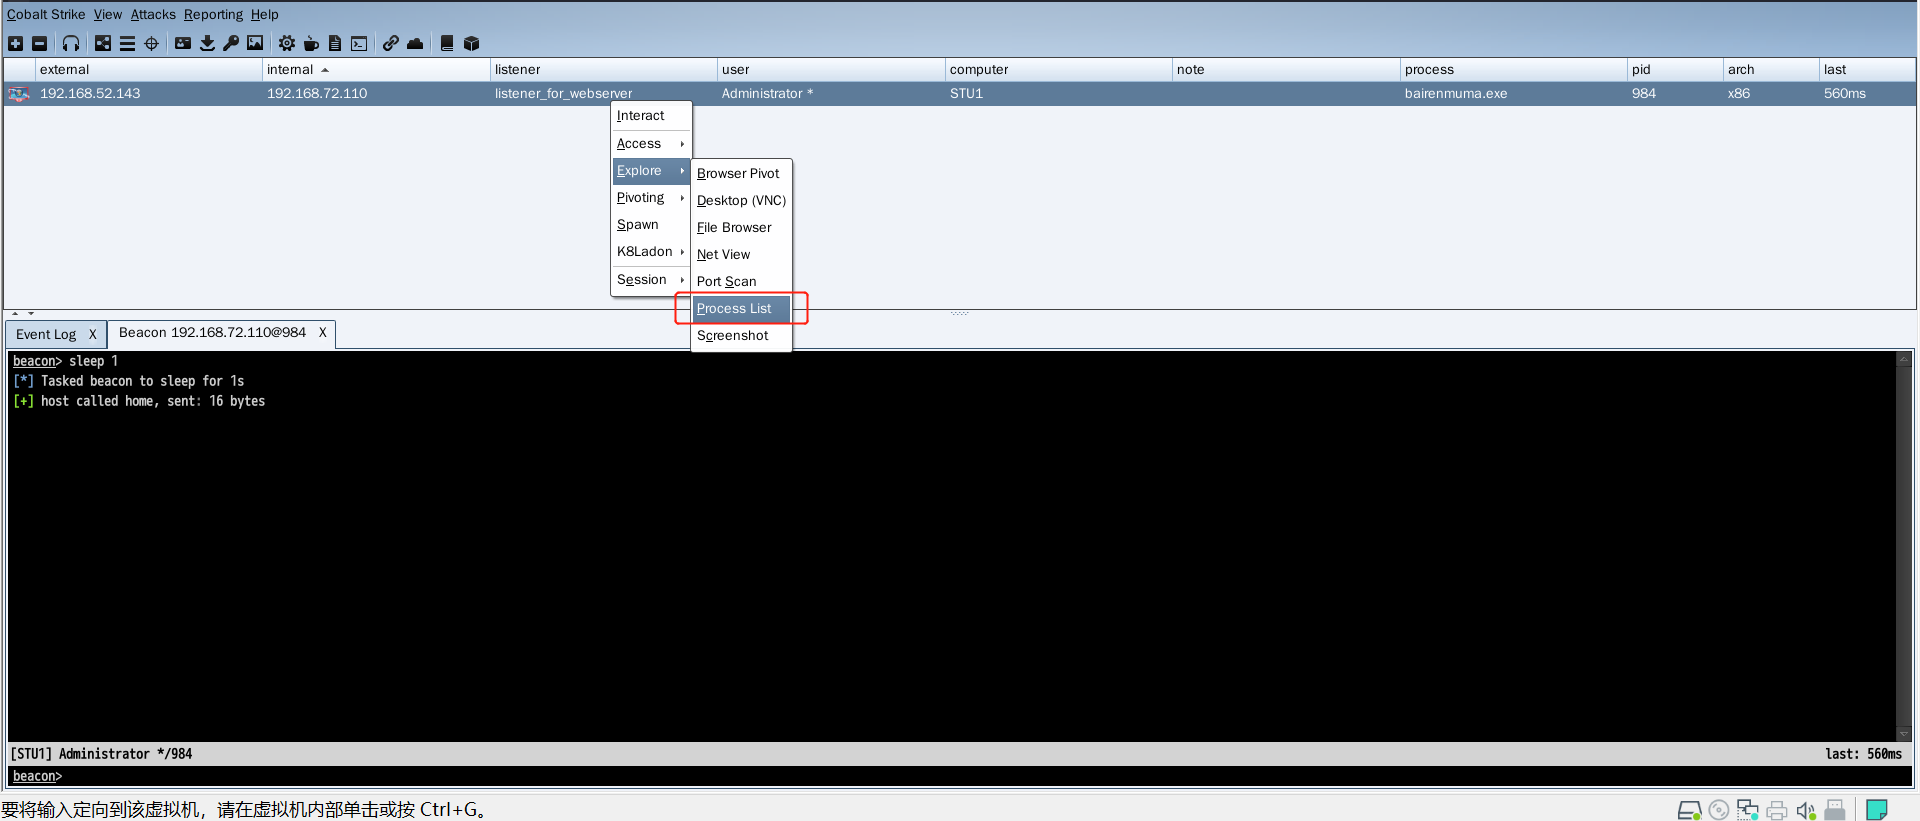 Cobalt Strike View Attacks Reporting Help
external internal listener user computer note process pid arch last
192.168.52.143 192.168.72.110 listener_for_webserver Administrator * STU1 bairenmuma.exe 984 x86 560ms
Interact
Access
Explore
Pivoting
Spawn
K8Ladon
Session
Browser Pivot
Desktop (VNC)
File Browser
Net View
Port Scan
Process List
Screenshot
Event Log X Beacon 192.168.72.110@984 X
beacon> sleep 1
[*] Tasked beacon to sleep for 1s
[+] host called home, sent: 16 bytes
[STU1] Administrator */984 last: 560ms
beacon>
要将输入定向到该虚拟机，请在虚拟机内部单击或按 Ctrl+G。